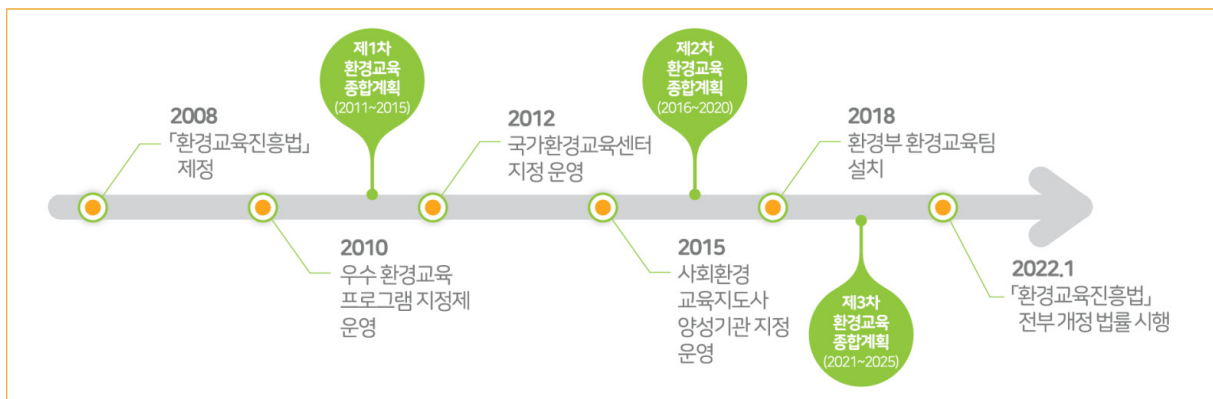 2008
「환경교육진흥법」
제정
2010
우수 환경교육
프로그램 지정제
운영
제1차
환경교육
종합계획
(2011~2015)
2012
국가환경교육센터
지정 운영
2015
사회환경
교육지도사
양성기관 지정
운영
제2차
환경교육
종합계획
(2016~2020)
2018
환경부 환경교육팀
설치
제3차
환경교육
종합계획
(2021~2025)
2022.1
「환경교육진흥법」
전부 개정 법률 시행